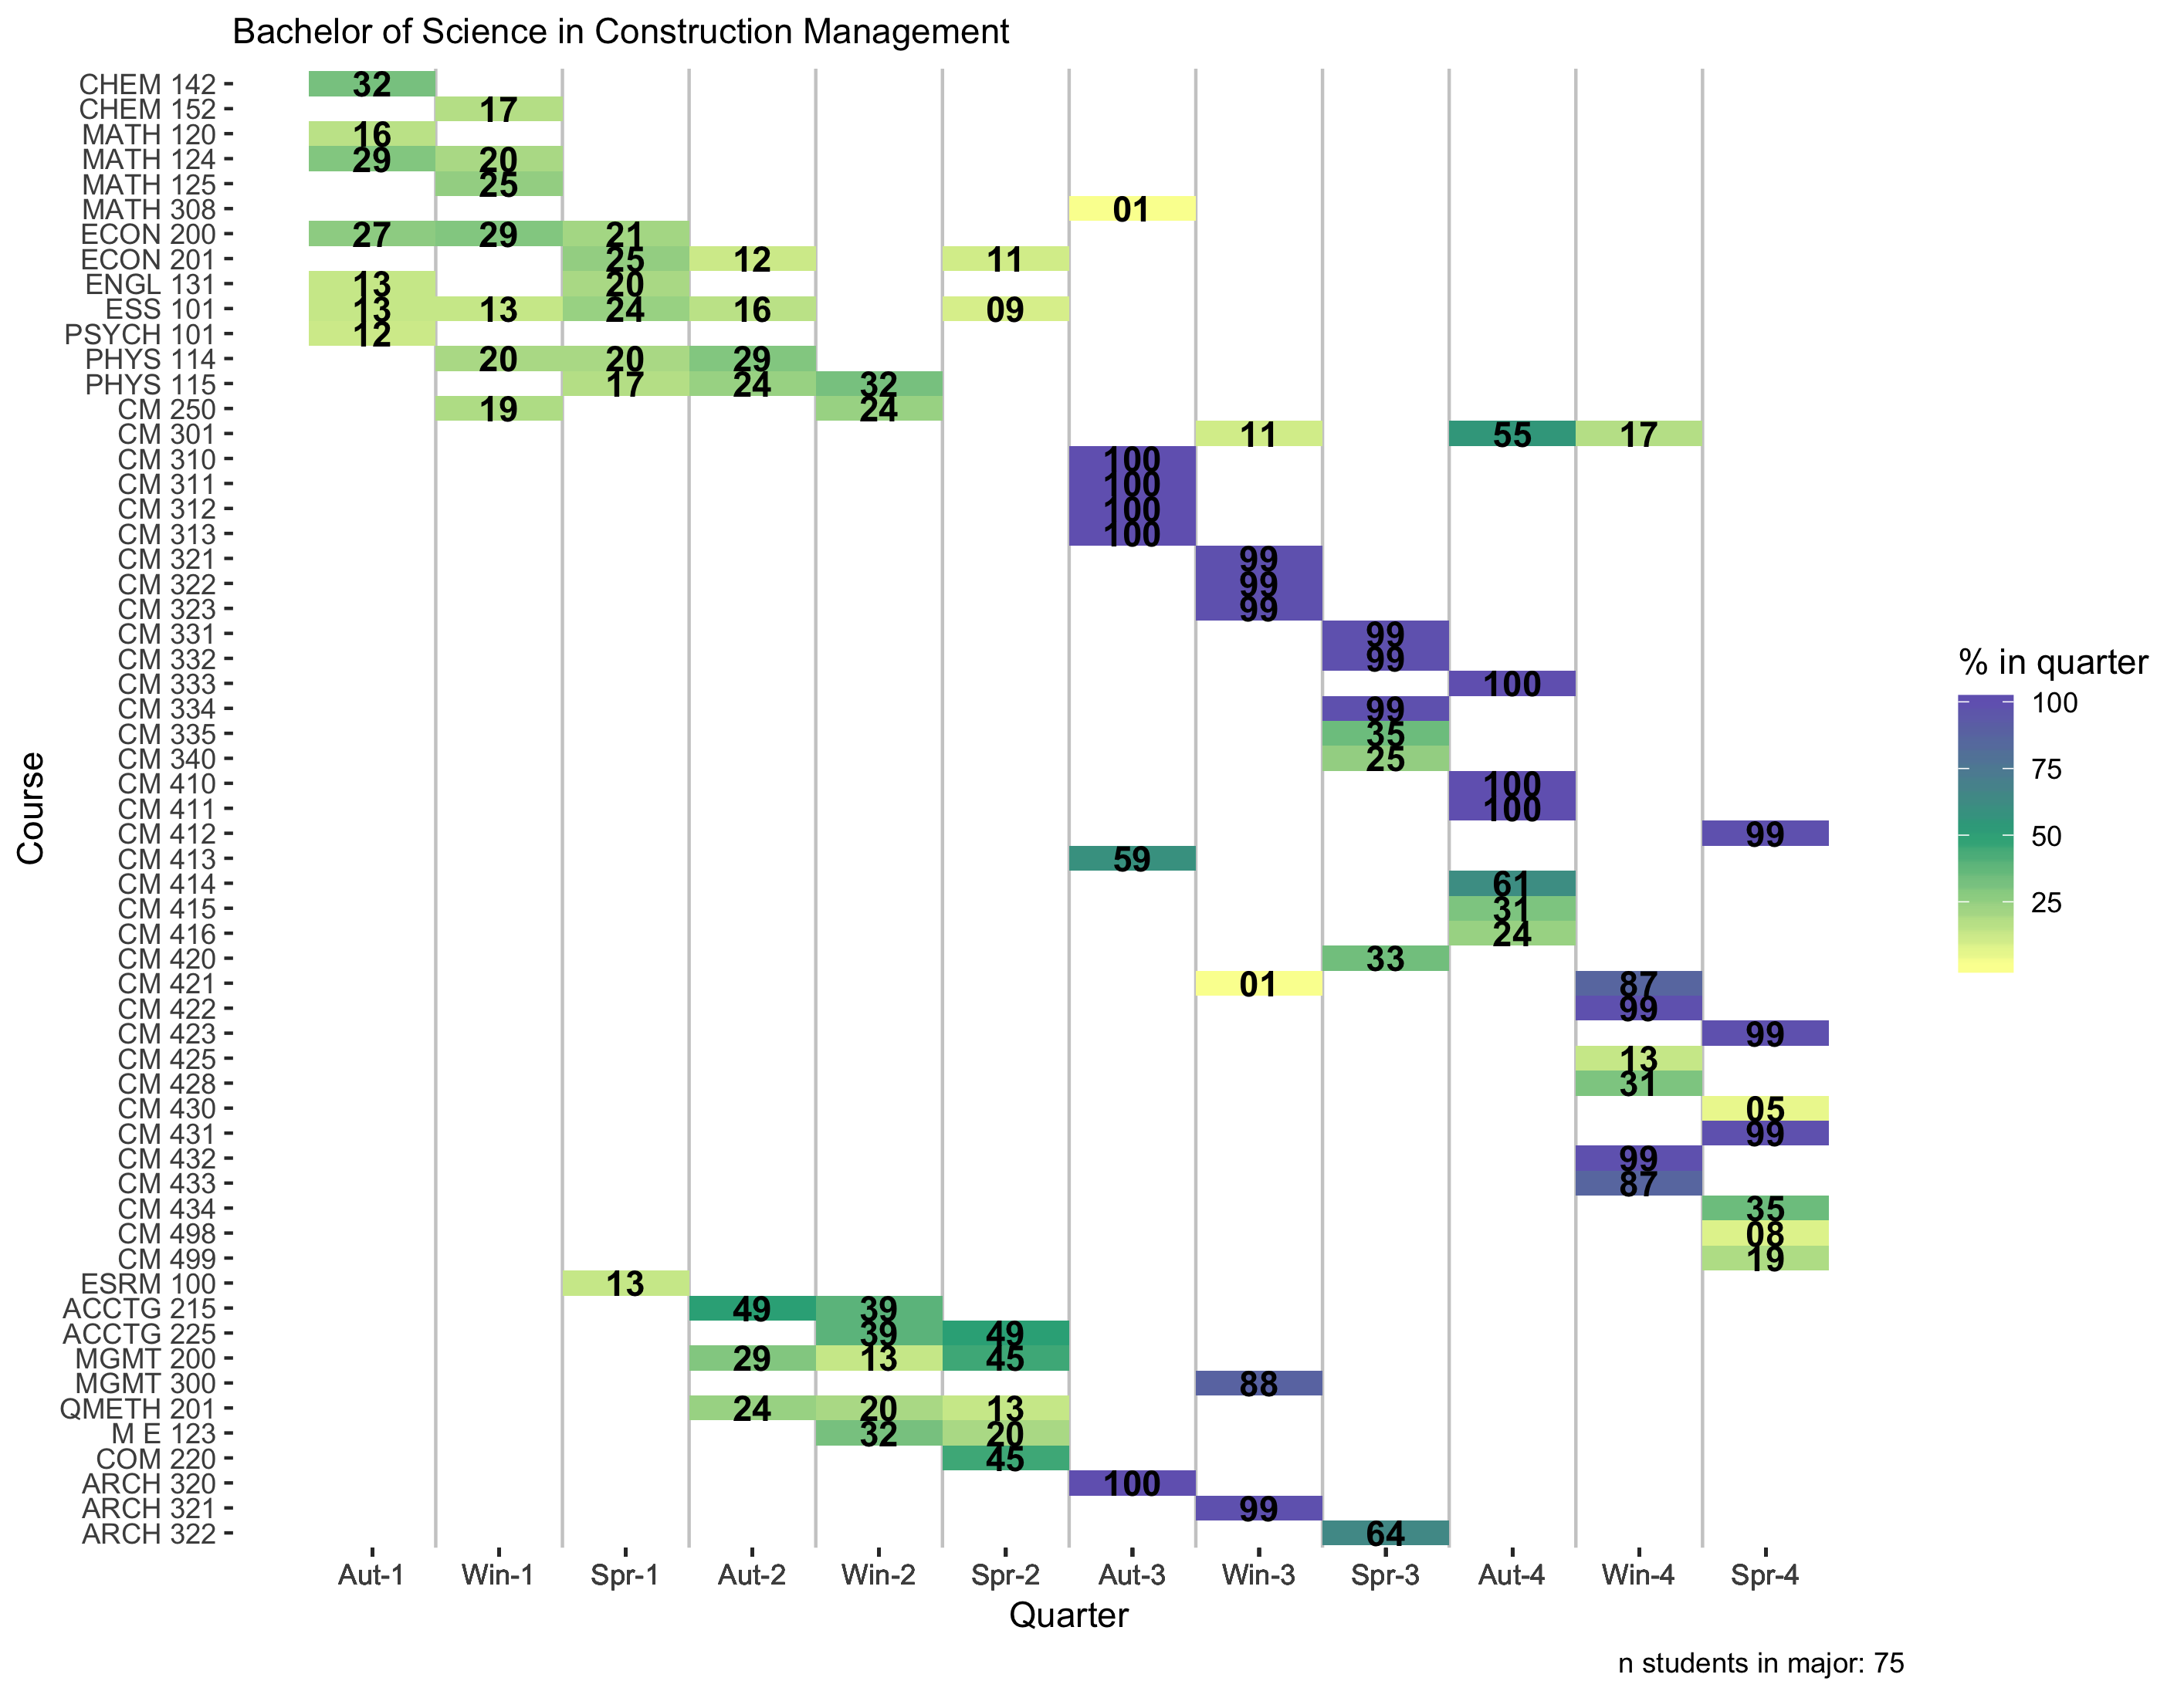 Bachelor of Science in Construction Management
CHEM 142 32
CHEM 152 17
MATH 120 16
MATH 124 29 20
MATH 125 25
MATH 308 01
ECON 200 27 29 21
ECON 201 25 12 11
ENGL 131 13 20
ESS 101 13 13 24 16 09
PSYCH 101 12
PHYS 114 20 20 29
PHYS 115 17 24 32
CM 250 19 24
CM 301 11 55 17
CM 310 100
CM 311 100
CM 312 100
CM 313 100
CM 321 99
CM 322 99
CM 323 99
CM 331 99
CM 332 99
CM 333 100
CM 334 99
CM 335 35
CM 340 25
CM 410 100
CM 411 100
CM 412 99
CM 413 59
CM 414 61
CM 415 31
CM 416 24
CM 420 33
CM 421 01 87
CM 422 99
CM 423 99
CM 425 13
CM 428 31
CM 430 05
CM 431 99
CM 432 99
CM 433 87
CM 434 35
CM 498 08
CM 499 19
ESRM 100 13
ACCTG 215 49 39
ACCTG 225 39 49
MGMT 200 29 13 45
MGMT 300 88
QMETH 201 24 20 13
M E 123 32 20
COM 220 45
ARCH 320 100
ARCH 321 99
ARCH 322 64
Course
Aut-1 Win-1 Spr-1 Aut-2 Win-2 Spr-2 Aut-3 Win-3 Spr-3 Aut-4 Win-4 Spr-4
Quarter
% in quarter
100
75
50
25
n students in major: 75